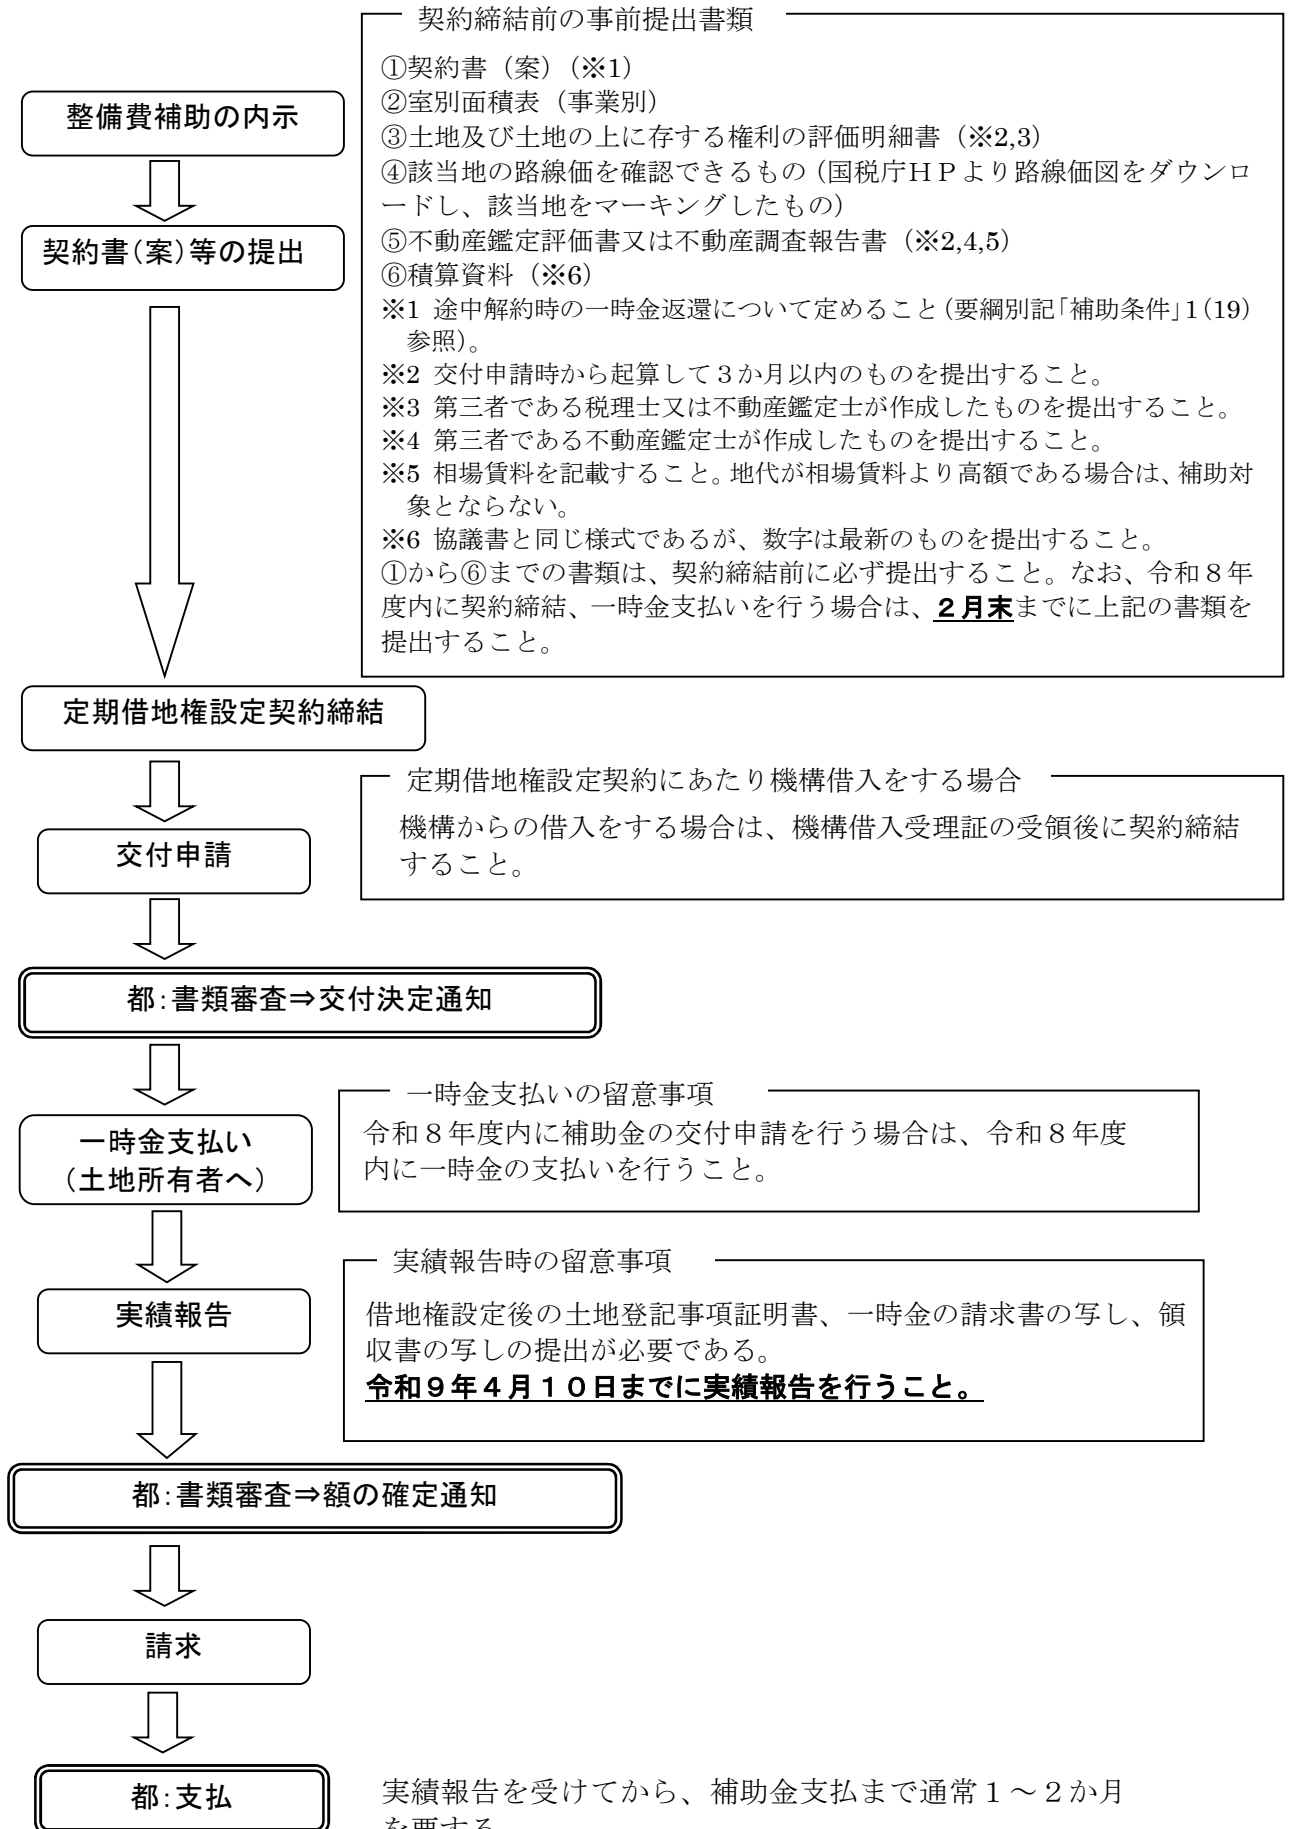 契約締結前の事前提出書類
①契約書（案）（※1）
②室別面積表（事業別）
③土地及び土地の上に存する権利の評価明細書（※2,3）
④該当地の路線価を確認できるもの（国税庁ＨＰより路線価図をダウンロ
ードし、該当地をマーキングしたもの）
⑤不動産鑑定評価書又は不動産調査報告書（※2,4,5）
⑥積算資料（※6）
※1 途中解約時の一時金返還について定めること（要綱別記「補助条件」1（19）
参照）。
※2 交付申請時から起算して３か月以内のものを提出すること。
※3 第三者である税理士又は不動産鑑定士が作成したものを提出すること。
※4 第三者である不動産鑑定士が作成したものを提出すること。
※5 相場賃料を記載すること。地代が相場賃料より高額である場合は、補助対
象とならない。
※6 協議書と同じ様式であるが、数字は最新のものを提出すること。
①から⑥までの書類は、契約締結前に必ず提出すること。なお、令和８年
度内に契約締結、一時金支払いを行う場合は、２月末までに上記の書類を
提出すること。
整備費補助の内示
契約書（案）等の提出
定期借地権設定契約締結
定期借地権設定契約にあたり機構借入をする場合
機構からの借入をする場合は、機構借入受理証の受領後に契約締結
すること。
交付申請
都：書類審査⇒交付決定通知
一時金支払いの留意事項
令和８年度内に補助金の交付申請を行う場合は、令和８年度
内に一時金の支払いを行うこと。
一時金支払い
（土地所有者へ）
実績報告時の留意事項
借地権設定後の土地登記事項証明書、一時金の請求書の写し、領
収書の写しの提出が必要である。
令和９年４月１０日までに実績報告を行うこと。
実績報告
都：書類審査⇒額の確定通知
請求
都：支払
実績報告を受けてから、補助金支払まで通常１～２か月
を要する